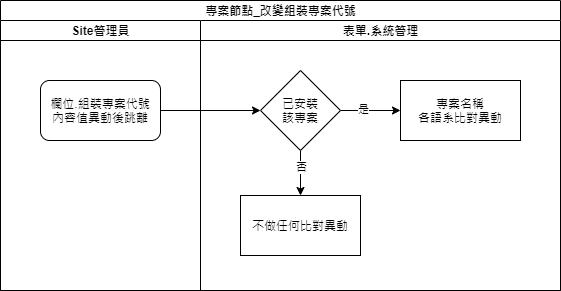 專案節點_改變組裝專案代號
Site管理員
表單.系統管理
欄位.組裝專案代號
內容值異動後跳離
已安裝
該專案
是
專案名稱
各語系比對異動
否
不做任何比對異動